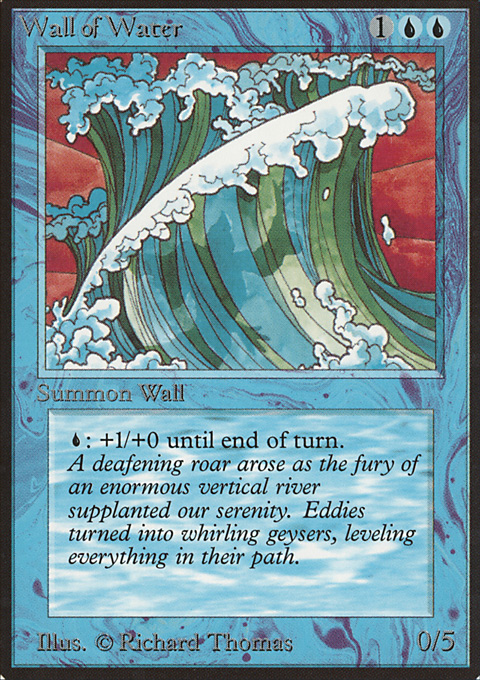 Wall of Water 1
Summon Wall
: +1/+0 until end of turn.
A deafening roar arose as the fury of
an enormous vertical river
supplanted our serenity. Eddies
turned into whirling geysers, leveling
everything in their path.
Illus. © Richard Thomas 0/5